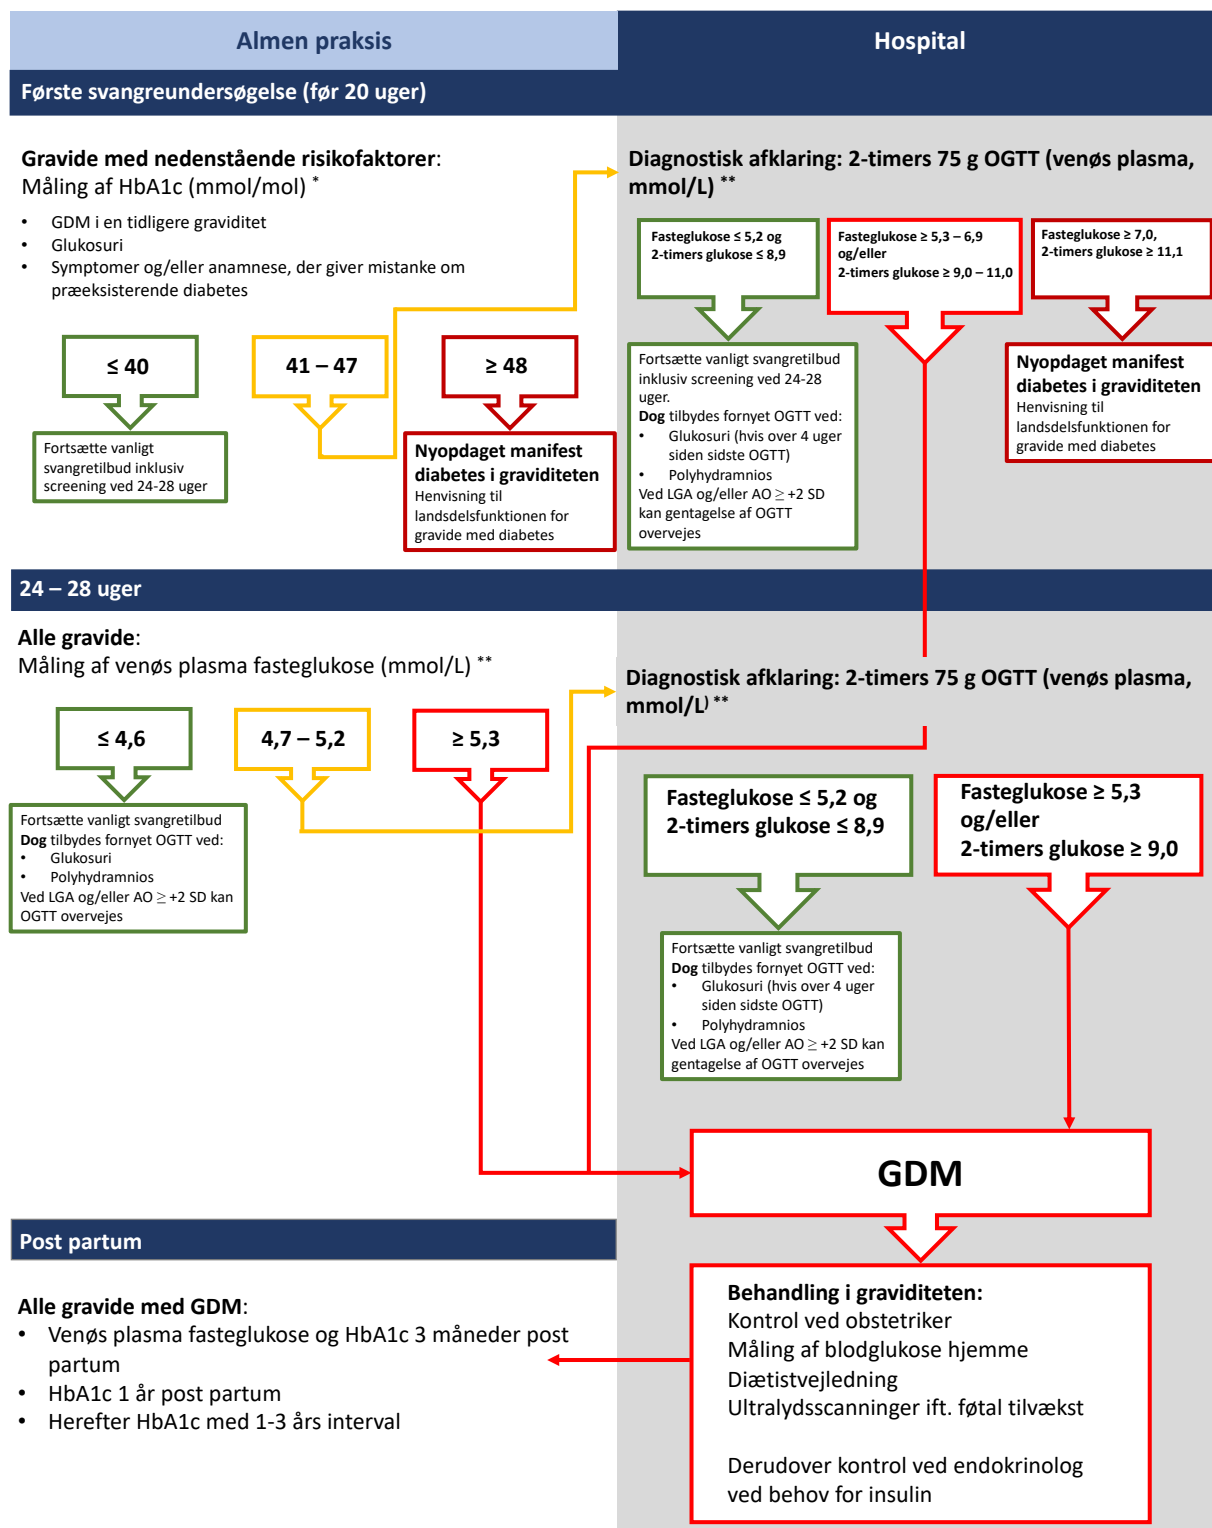 Almen praksis
Hospital
Første svangreundersøgelse (før 20 uger)
Gravide med nedenstående risikofaktorer:
Måling af HbA1c (mmol/mol) *
• GDM i en tidligere graviditet
• Glukosuri
• Symptomer og/eller anamnese, der giver mistanke om
præeksisterende diabetes
≤ 40
41 – 47
≥ 48
Fortsætte vanligt
svangretilbud inklusiv
screening ved 24-28 uger
Nyopdaget manifest
diabetes i graviditeten
Henvisning til
landsdelsfunktionen for
gravide med diabetes
Diagnostisk afklaring: 2-timers 75 g OGTT (venøs plasma,
mmol/L) **
Fasteglukose ≤ 5,2 og
2-timers glukose ≤ 8,9
Fasteglukose ≥ 5,3 – 6,9
og/eller
2-timers glukose ≥ 9,0 – 11,0
Fasteglukose ≥ 7,0,
2-timers glukose ≥ 11,1
Fortsætte vanligt svangretilbud
inklusiv screening ved 24-28
uger.
Dog tilbydes fornyet OGTT ved:
• Glukosuri (hvis over 4 uger
siden sidste OGTT)
• Polyhydramnios
Ved LGA og/eller AO ≥ +2 SD
kan gentagelse af OGTT
overvejes
Nyopdaget manifest
diabetes i graviditeten
Henvisning til
landsdelsfunktionen for
gravide med diabetes
24 – 28 uger
Alle gravide:
Måling af venøs plasma fasteglukose (mmol/L) **
≤ 4,6
4,7 – 5,2
≥ 5,3
Fortsætte vanligt svangretilbud
Dog tilbydes fornyet OGTT ved:
• Glukosuri
• Polyhydramnios
Ved LGA og/eller AO ≥ +2 SD kan
OGTT overvejes
Diagnostisk afklaring: 2-timers 75 g OGTT (venøs plasma,
mmol/L) **
Fasteglukose ≤ 5,2 og
2-timers glukose ≤ 8,9
Fasteglukose ≥ 5,3
og/eller
2-timers glukose ≥ 9,0
Fortsætte vanligt svangretilbud
Dog tilbydes fornyet OGTT ved:
• Glukosuri (hvis over 4 uger
siden sidste OGTT)
• Polyhydramnios
Ved LGA og/eller AO ≥ +2 SD kan
gentagelse af OGTT overvejes
GDM
Behandling i graviditeten:
Kontrol ved obstetriker
Måling af blodglukose hjemme
Diætistvejledning
Ultralydsscanninger ift. føtal tilvækst
Derudover kontrol ved endokrinolog
ved behov for insulin
Post partum
Alle gravide med GDM:
• Venøs plasma fasteglukose og HbA1c 3 måneder post
partum
• HbA1c 1 år post partum
• Herefter HbA1c med 1-3 års interval